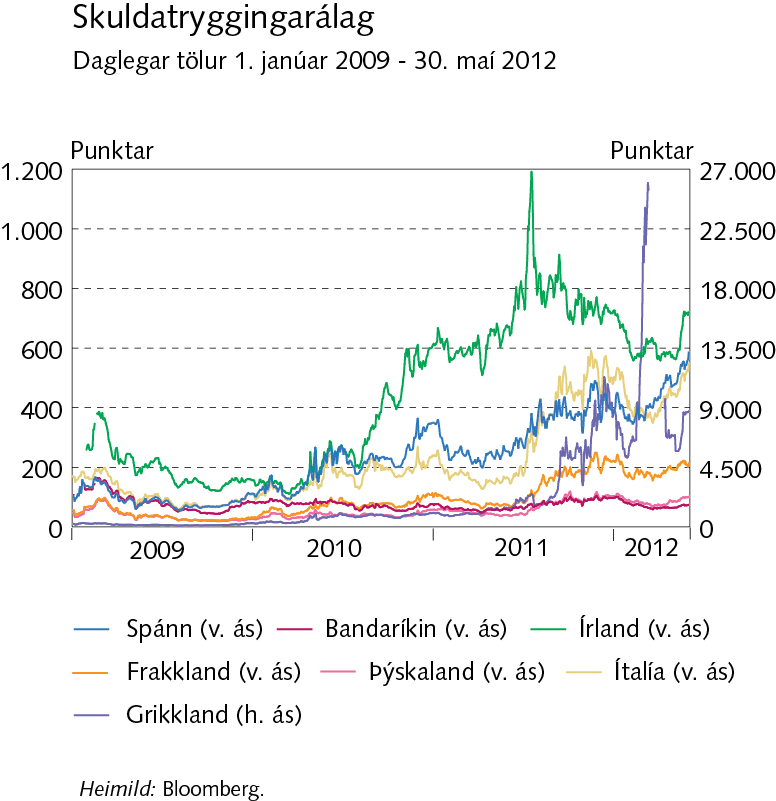 Skuldatryggingarálag
Daglegar tölur 1. janúar 2009 - 30. maí 2012
Punktar Punktar
1.200 27.000
1.000 22.500
800 18.000
600 13.500
400 9.000
200 4.500
0 0
2009 2010 2011 2012
Spánn (v. ás) Bandaríkin (v. ás) Írland (v. ás)
Frakkland (v. ás) Þýskaland (v. ás) Ítalía (v. ás)
Grikkland (h. ás)
Heimild: Bloomberg.